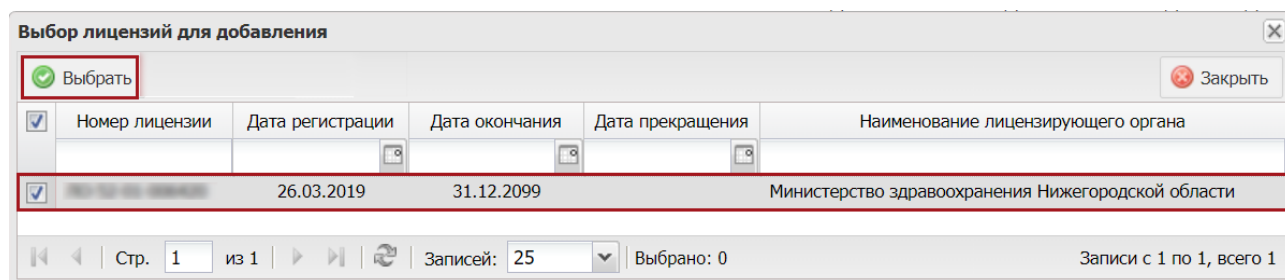 Выбор лицензий для добавления
Выбрать Закрыть
Номер лицензии Дата регистрации Дата окончания Дата прекращения Наименование лицензирующего органа
26.03.2019 31.12.2099 Министерство здравоохранения Нижегородской области
Стр. 1 из 1 Записей: 25 Выбрано: 0 Записи с 1 по 1, всего 1